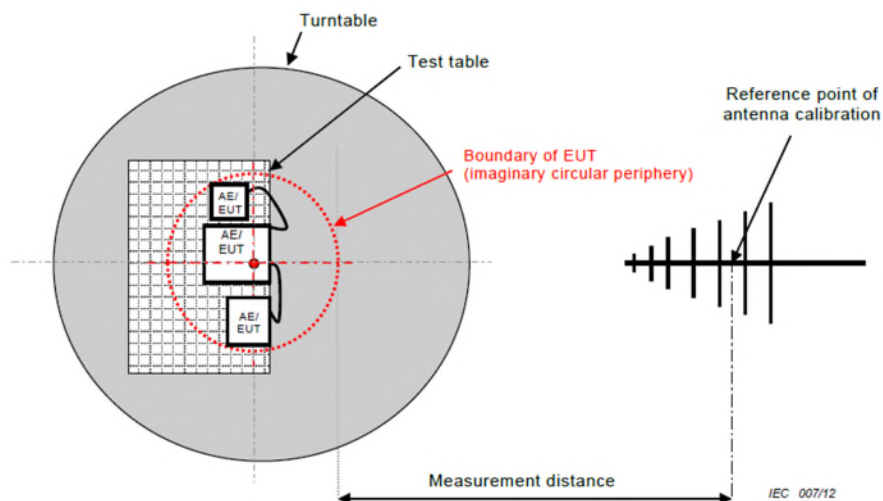 Turntable
Test table
Reference point of
antenna calibration
Boundary of EUT
(imaginary circular periphery)
AE/
EUT
AE/
EUT
AE/
EUT
Measurement distance
IEC 007/12